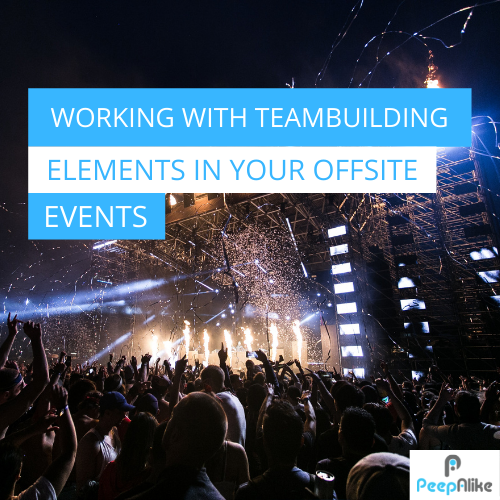 WORKING WITH TEAMBUILDING
ELEMENTS IN YOUR OFFSITE
EVENTS
PeepAlike